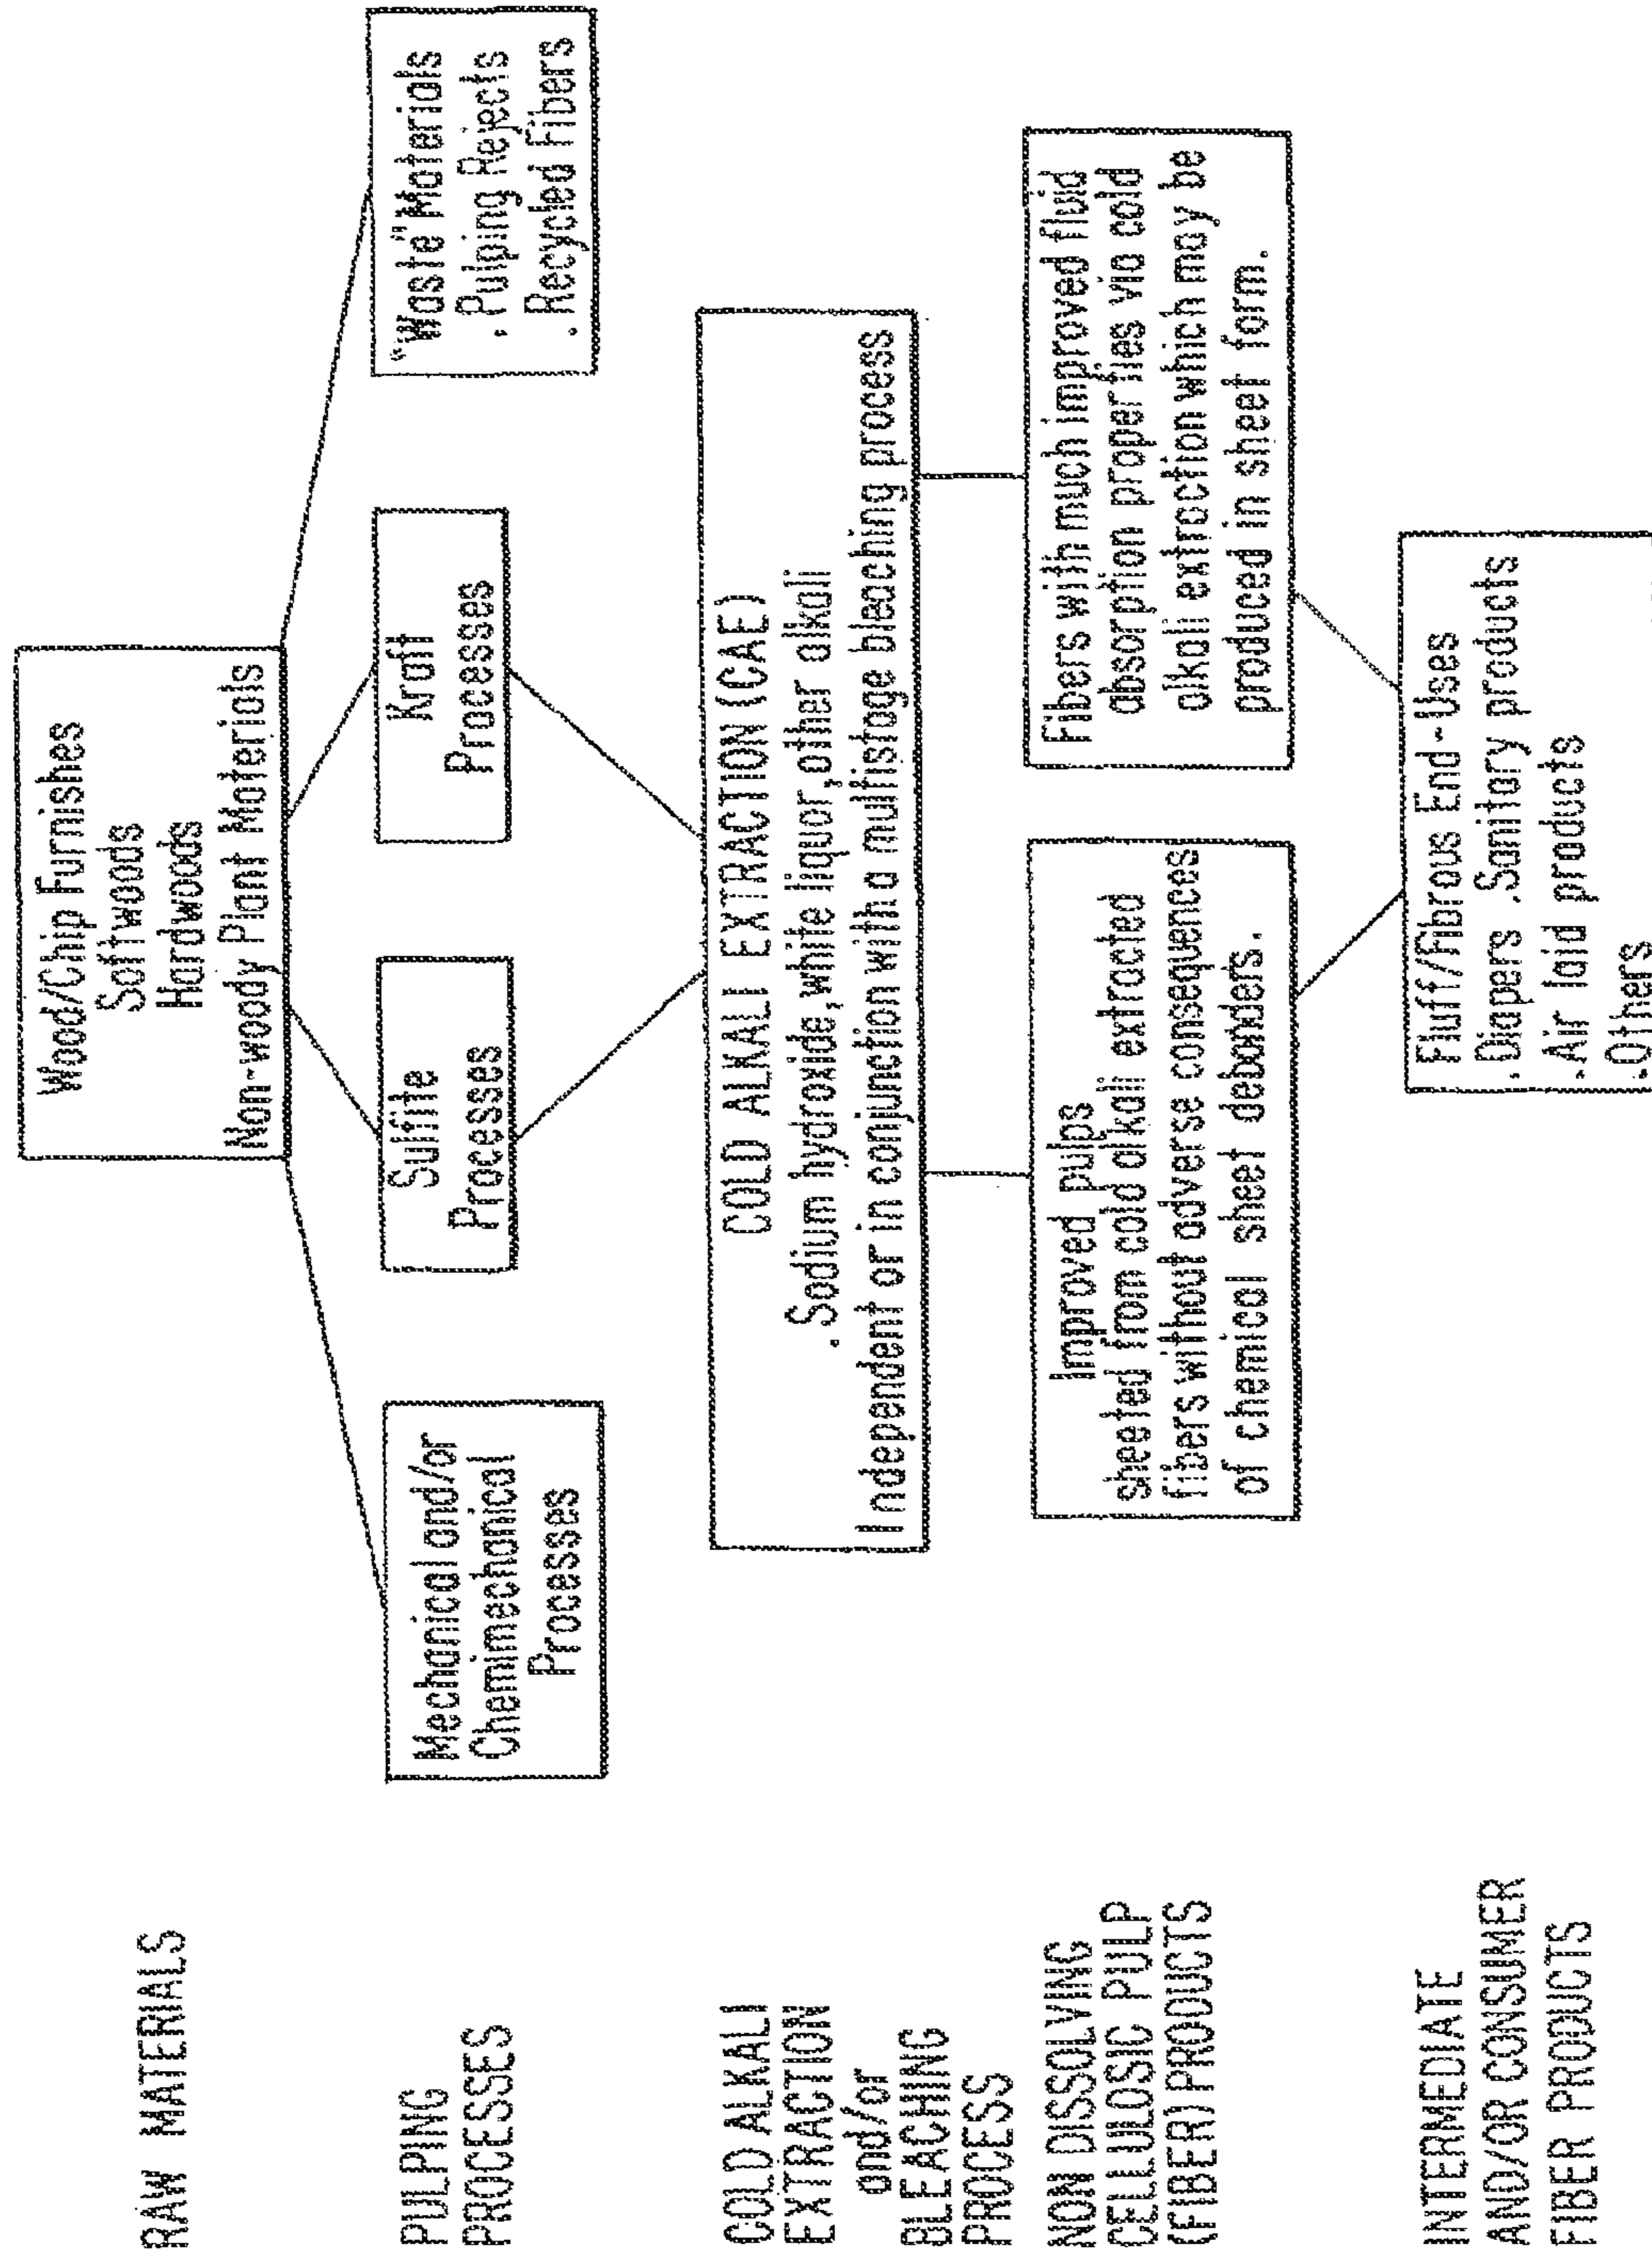 RAW MATERIALS
Wood/Chip Furnishes
Softwoods
Hardwoods
Non-woody Plant Materials
PULPING
PROCESSES
Mechanical and/or
Chemimechanical
Processes
Sulfite
Processes
Kraft
Processes
"Waste" Materials
. Pulping Rejects
. Recycled Fibers
COLD ALKALI
EXTRACTION
and/or
BLEACHING
PROCESS
COLD ALKALI EXTRACTION (CAE)
. Sodium hydroxide, white liquor, other alkali
Independent or in conjunction with a multistage bleaching process
NON DISSOLVING
CELLULOSIC PULP
(FIBER) PRODUCTS
Improved pulps
sheeted from cold alkali extracted
fibers without adverse consequences
of chemical sheet debonders.
Fibers with much improved fluid
absorption properties via cold
alkali extraction which may be
produced in sheet form.
INTERMEDIATE
AND/OR CONSUMER
FIBER PRODUCTS
Fluff/Fibrous End-Uses
. Diapers . Sanitary products
. Air laid products
. Others